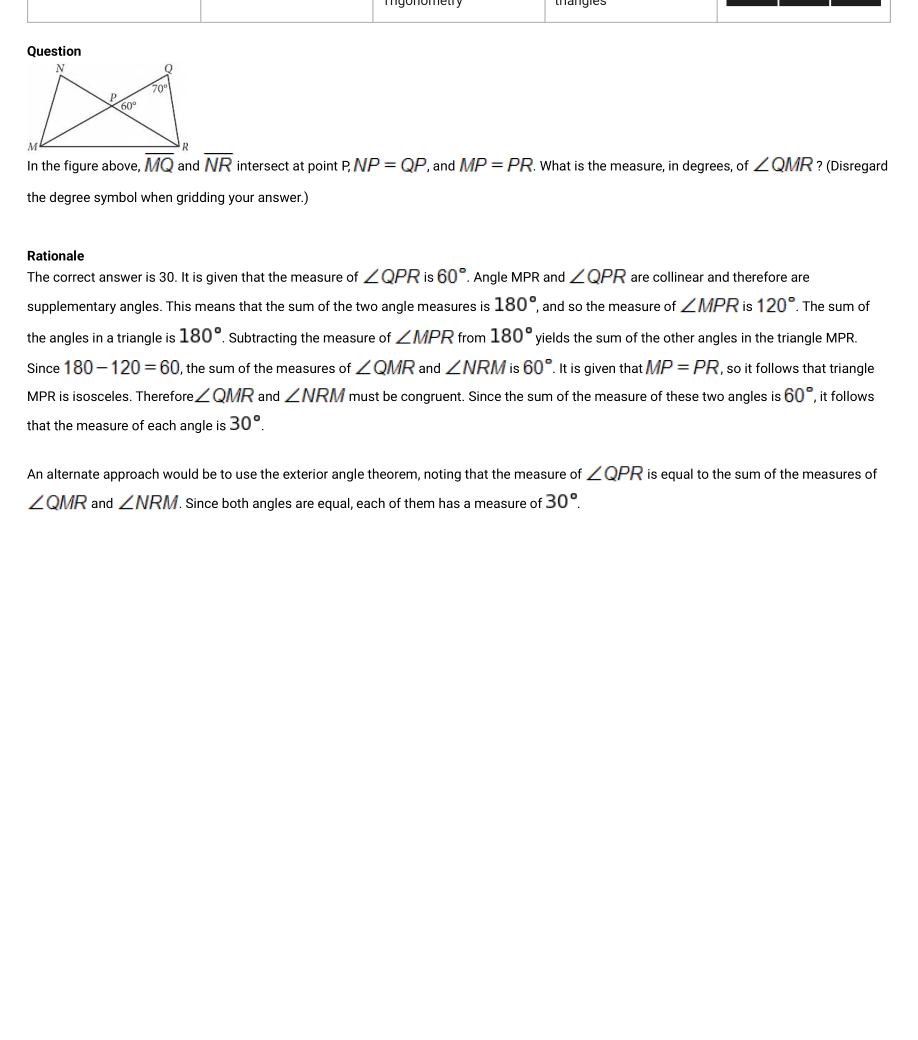 Trigonometry triangles
Question
N Q
70°
P
60°
M R
In the figure above, MQ and NR intersect at point P, NP = QP, and MP = PR. What is the measure, in degrees, of ∠QMR ? (Disregard
the degree symbol when gridding your answer.)
Rationale
The correct answer is 30. It is given that the measure of ∠QPR is 60°. Angle MPR and ∠QPR are collinear and therefore are
supplementary angles. This means that the sum of the two angle measures is 180°, and so the measure of ∠MPR is 120°. The sum of
the angles in a triangle is 180°. Subtracting the measure of ∠MPR from 180° yields the sum of the other angles in the triangle MPR.
Since 180 − 120 = 60, the sum of the measures of ∠QMR and ∠NRM is 60°. It is given that MP = PR, so it follows that triangle
MPR is isosceles. Therefore ∠QMR and ∠NRM must be congruent. Since the sum of the measure of these two angles is 60°, it follows
that the measure of each angle is 30°.
An alternate approach would be to use the exterior angle theorem, noting that the measure of ∠QPR is equal to the sum of the measures of
∠QMR and ∠NRM. Since both angles are equal, each of them has a measure of 30°.